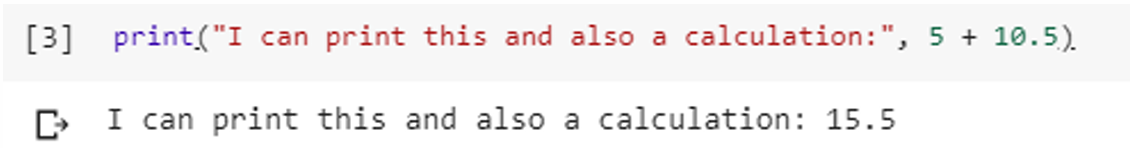 [3] print("I can print this and also a calculation:", 5 + 10.5)
I can print this and also a calculation: 15.5